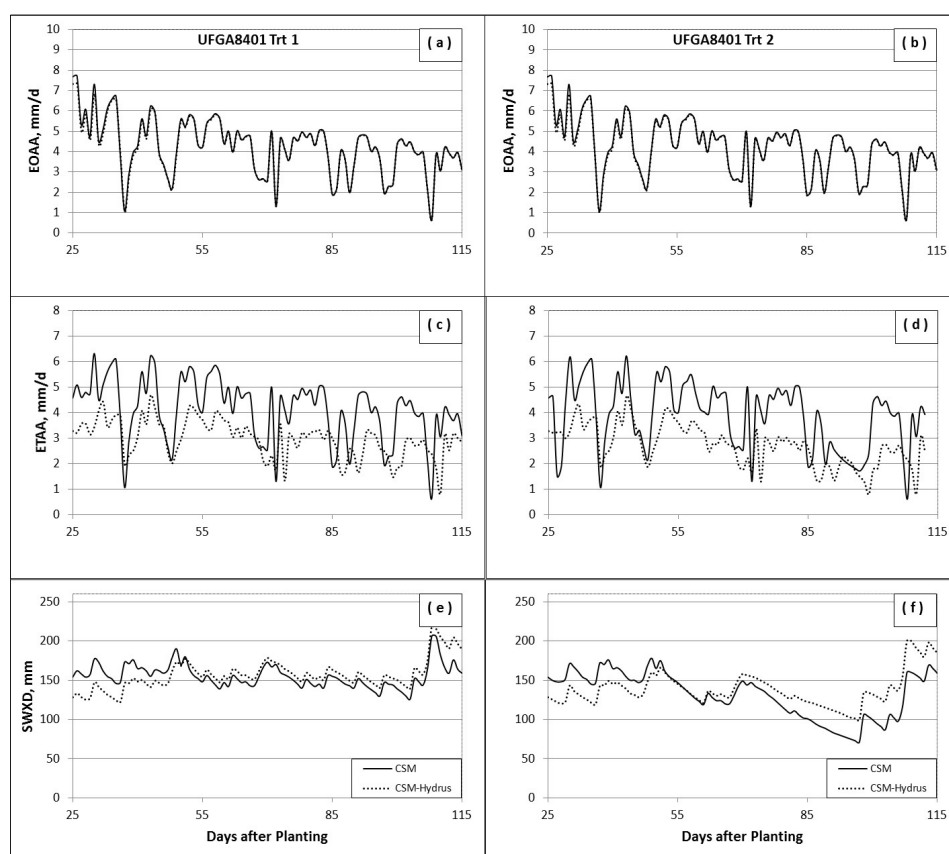 UFGA8401 Trt 1
( a )
EOAA, mm/d
10
9
8
7
6
5
4
3
2
1
0
25 55 85 115
UFGA8401 Trt 2
( b )
EOAA, mm/d
10
9
8
7
6
5
4
3
2
1
0
25 55 85 115
( c )
ETAA, mm/d
8
7
6
5
4
3
2
1
0
25 55 85 115
( d )
ETAA, mm/d
8
7
6
5
4
3
2
1
0
25 55 85 115
( e )
SWXD, mm
250
200
150
100
50
0
CSM
CSM-Hydrus
25 55 85 115
Days after Planting
( f )
250
200
150
100
50
0
CSM
CSM-Hydrus
25 55 85 115
Days after Planting